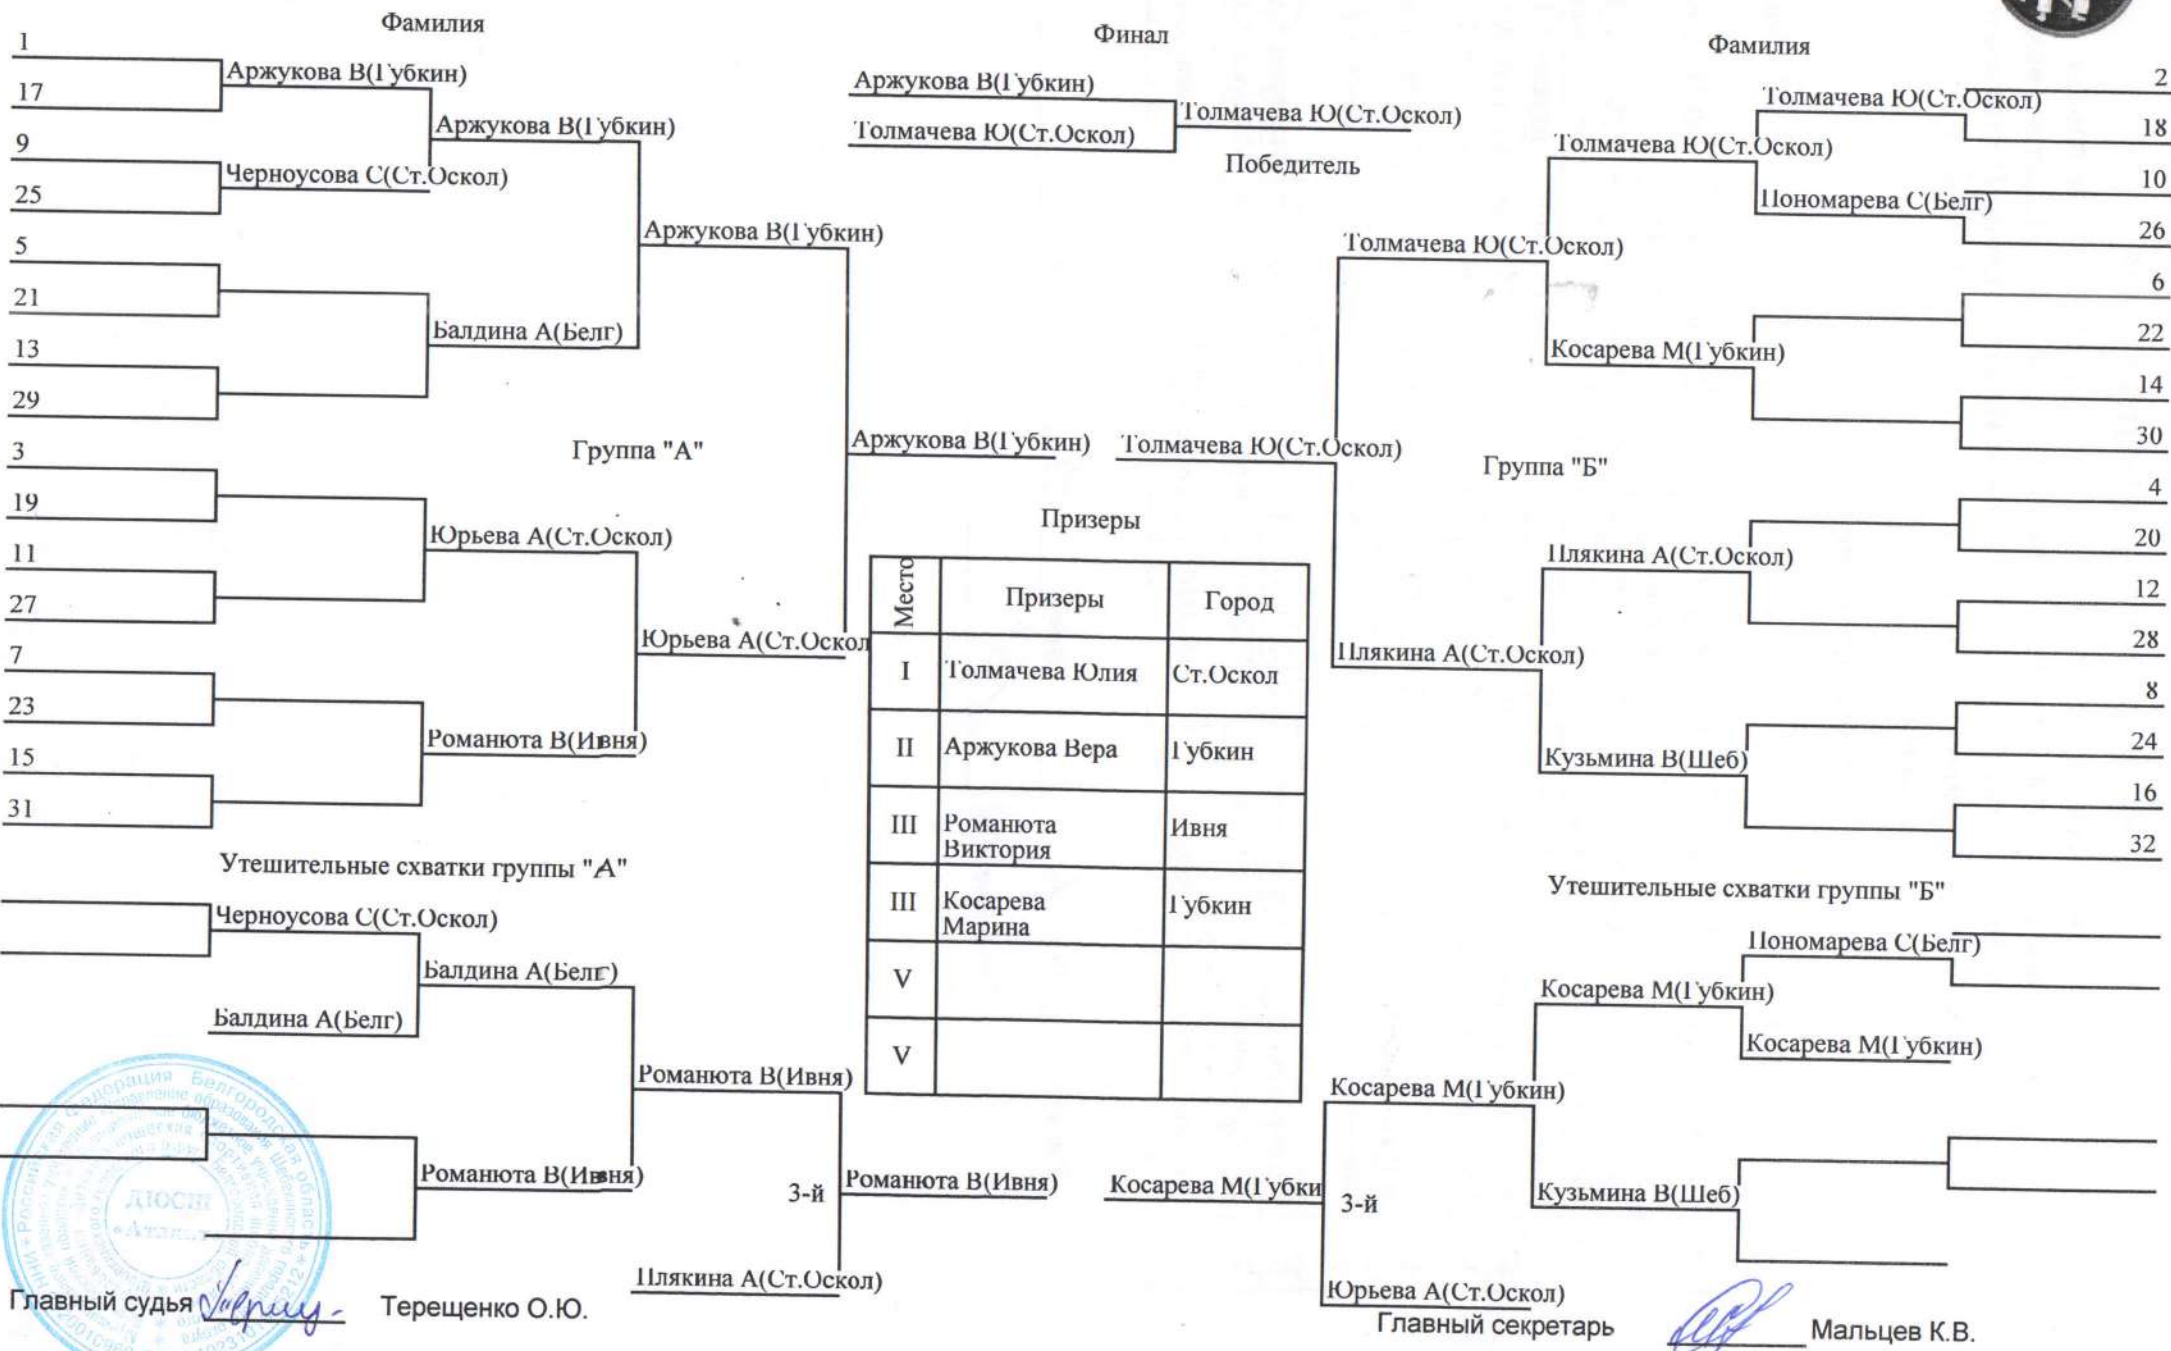 Фамилия
Финал
Фамилия
1
17
9
25
5
21
13
29
3
19
11
27
7
23
15
31
Аржукова В(Губкин)
Черноусова С(Ст.Оскол)
Аржукова В(Губкин)
Балдина А(Белг)
Юрьева А(Ст.Оскол)
Романюта В(Ивня)
Аржукова В(Губкин)
Юрьева А(Ст.Оскол
Группа "А"
Аржукова В(Губкин)
Аржукова В(Губкин)
Толмачева Ю(Ст.Оскол)
Толмачева Ю(Ст.Оскол)
Победитель
Толмачева Ю(Ст.Оскол)
Группа "Б"
Толмачева Ю(Ст.Оскол)
Плякина А(Ст.Оскол)
Толмачева Ю(Ст.Оскол)
Косарева М(Губкин)
Плякина А(Ст.Оскол)
Кузьмина В(Шеб)
Толмачева Ю(Ст.Оскол)
Пономарева С(Белг)
2
18
10
26
6
22
14
30
4
20
12
28
8
24
16
32
Призеры
Место Призеры Город
I Толмачева Юлия Ст.Оскол
II Аржукова Вера Губкин
III Романюта Виктория Ивня
III Косарева Марина Губкин
V
V
Утешительные схватки группы "А"
Черноусова С(Ст.Оскол)
Балдина А(Белг)
Балдина А(Белг)
Романюта В(Ивня)
Романюта В(Ивня)
Плякина А(Ст.Оскол)
3-й
Романюта В(Ивня)
Утешительные схватки группы "Б"
Пономарева С(Белг)
Косарева М(Губкин)
Косарева М(Губкин)
Кузьмина В(Шеб)
Косарева М(Губкин)
Юрьева А(Ст.Оскол)
3-й
Косарева М(Губки
ДЮСШ
Главный судья Терещенко О.Ю.
Главный секретарь Мальцев К.В.